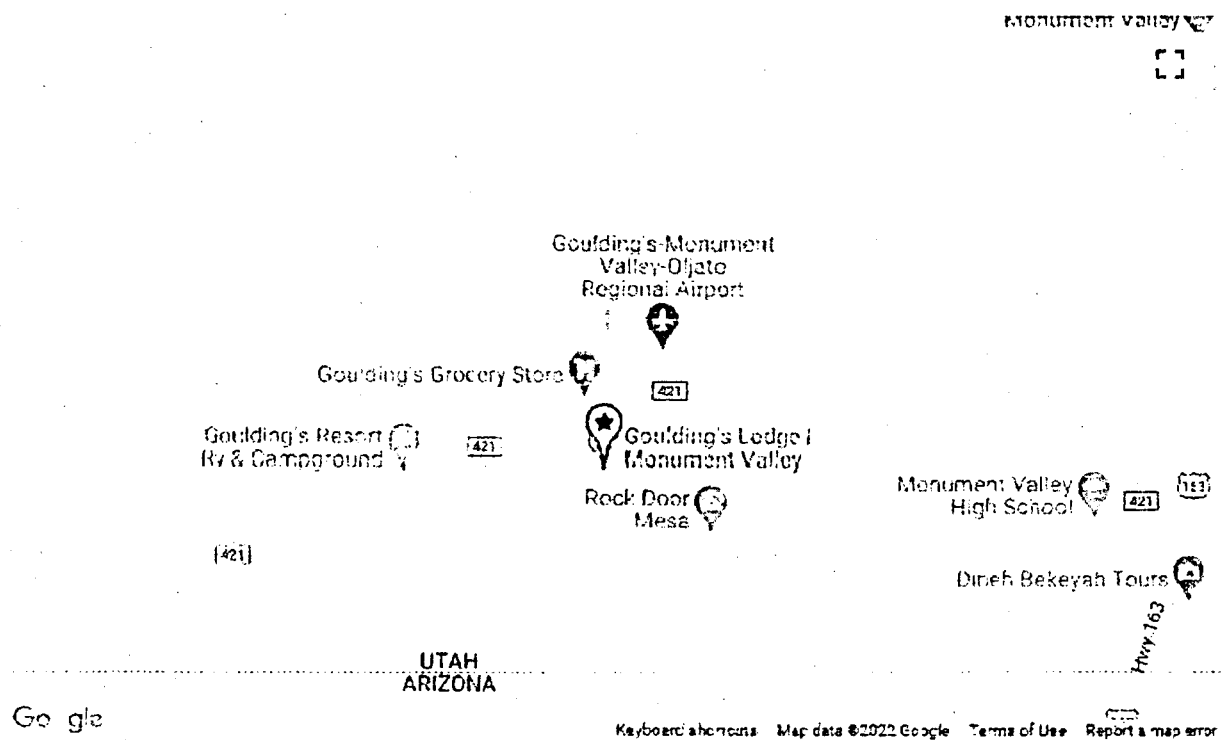 Monument Valley
Goulding's-Monument
Valley-Oljato
Regional Airport
Goulding's Grocery Store
421
Goulding's Resort
Rv & Campground
421
Goulding's Lodge |
Monument Valley
Rock Door
Mesa
Monument Valley
High School
421
163
421
Dineh Bekeyah Tours
Hwy 163
UTAH
ARIZONA
Google
Keyboard shortcuts Map data ©2022 Google Terms of Use Report a map error